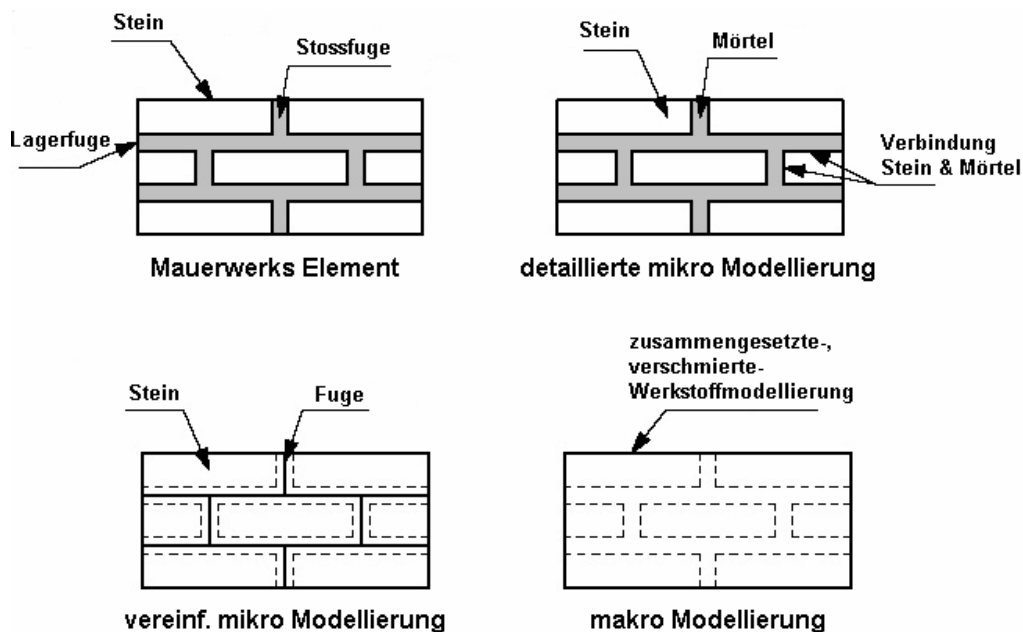 Stein
Stossfuge
Lagerfuge
Mauerwerks Element
Stein
Mörtel
Verbindung
Stein & Mörtel
detaillierte mikro Modellierung
Stein
Fuge
vereinf. mikro Modellierung
zusammengesetzte-,
verschmierte-
Werkstoffmodellierung
makro Modellierung